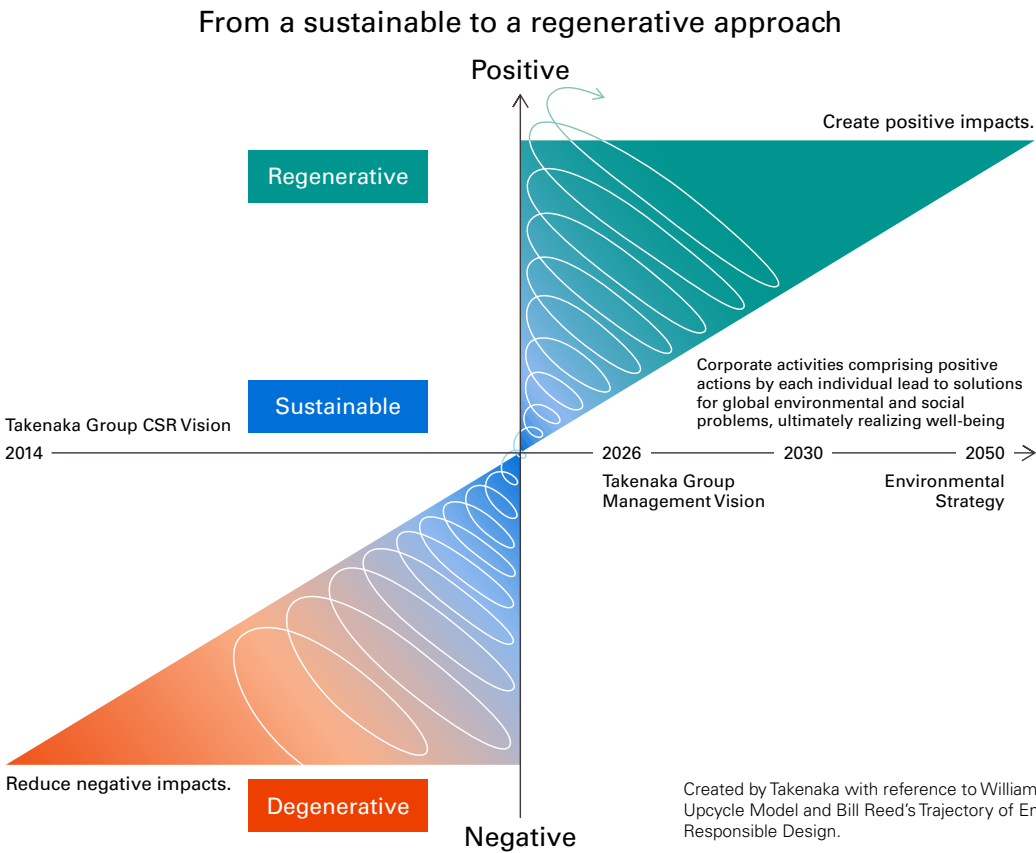 From a sustainable to a regenerative approach
Positive
Create positive impacts.
Regenerative
Corporate activities comprising positive
actions by each individual lead to solutions
for global environmental and social
problems, ultimately realizing well-being
Sustainable
Takenaka Group CSR Vision
2014
2026
2030
2050
Takenaka Group
Management Vision
Environmental
Strategy
Reduce negative impacts.
Degenerative
Negative
Created by Takenaka with reference to William
Upcycle Model and Bill Reed's Trajectory of
Responsible Design.